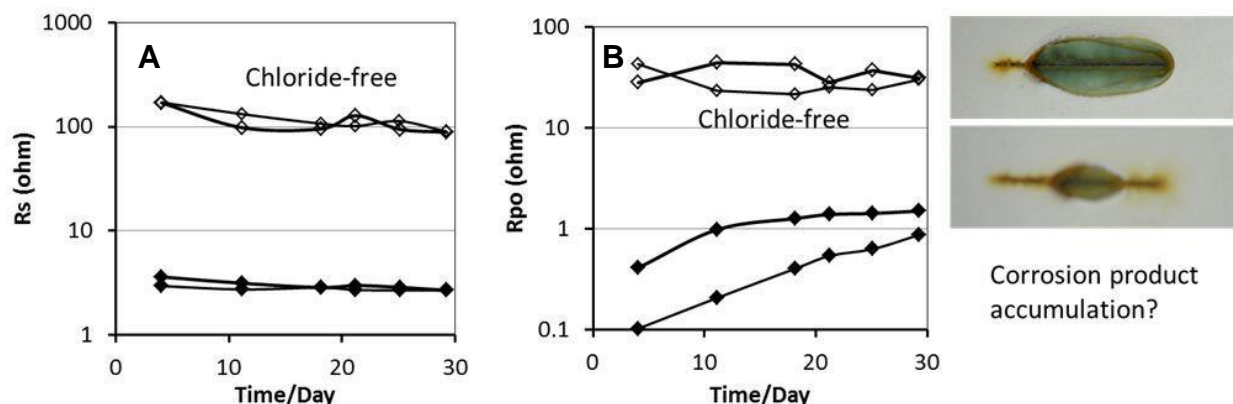 A
Chloride-free
Rs (ohm)
1000
100
10
1
0
10
20
30
Time/Day
B
Chloride-free
Rpo (ohm)
100
10
1
0.1
0
10
20
30
Time/Day
Corrosion product
accumulation?